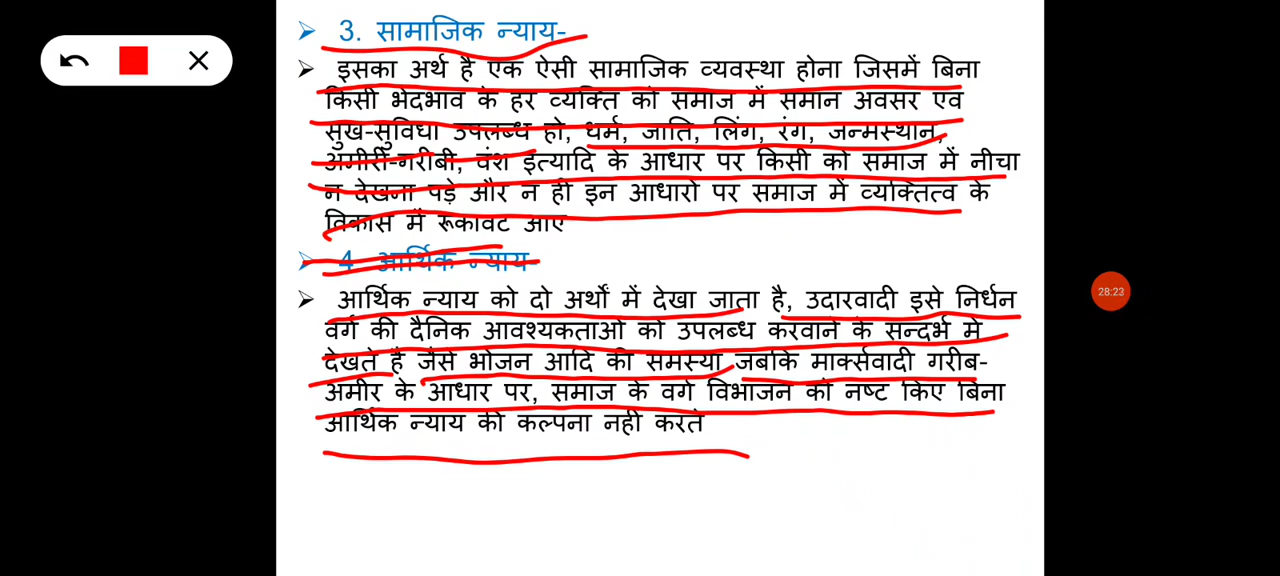 3. सामाजिक न्याय-
इसका अर्थ है एक ऐसी सामाजिक व्यवस्था होना जिसमें बिना
किसी भेदभाव के हर व्यक्ति को समाज में समान अवसर एवं
सुख-सुविधा उपलब्ध हो, धर्म, जाति, लिंग, रंग, जन्मस्थान,
अमीरी-गरीबी, वंश इत्यादि के आधार पर किसी को समाज में नीचा
न देखना पड़े और न ही इन आधारो पर समाज में व्यक्तित्व के
विकास में रूकावट आए
4. आर्थिक न्याय-
आर्थिक न्याय को दो अर्थों में देखा जाता है, उदारवादी इसे निर्धन
वर्ग की दैनिक आवश्यकताओं को उपलब्ध करवाने के सन्दर्भ में
देखते हैं जैसे भोजन आदि की समस्या जबकि मार्क्सवादी गरीब-
अमीर के आधार पर, समाज के वर्ग विभाजन को नष्ट किए बिना
आर्थिक न्याय की कल्पना नही करते
28:23